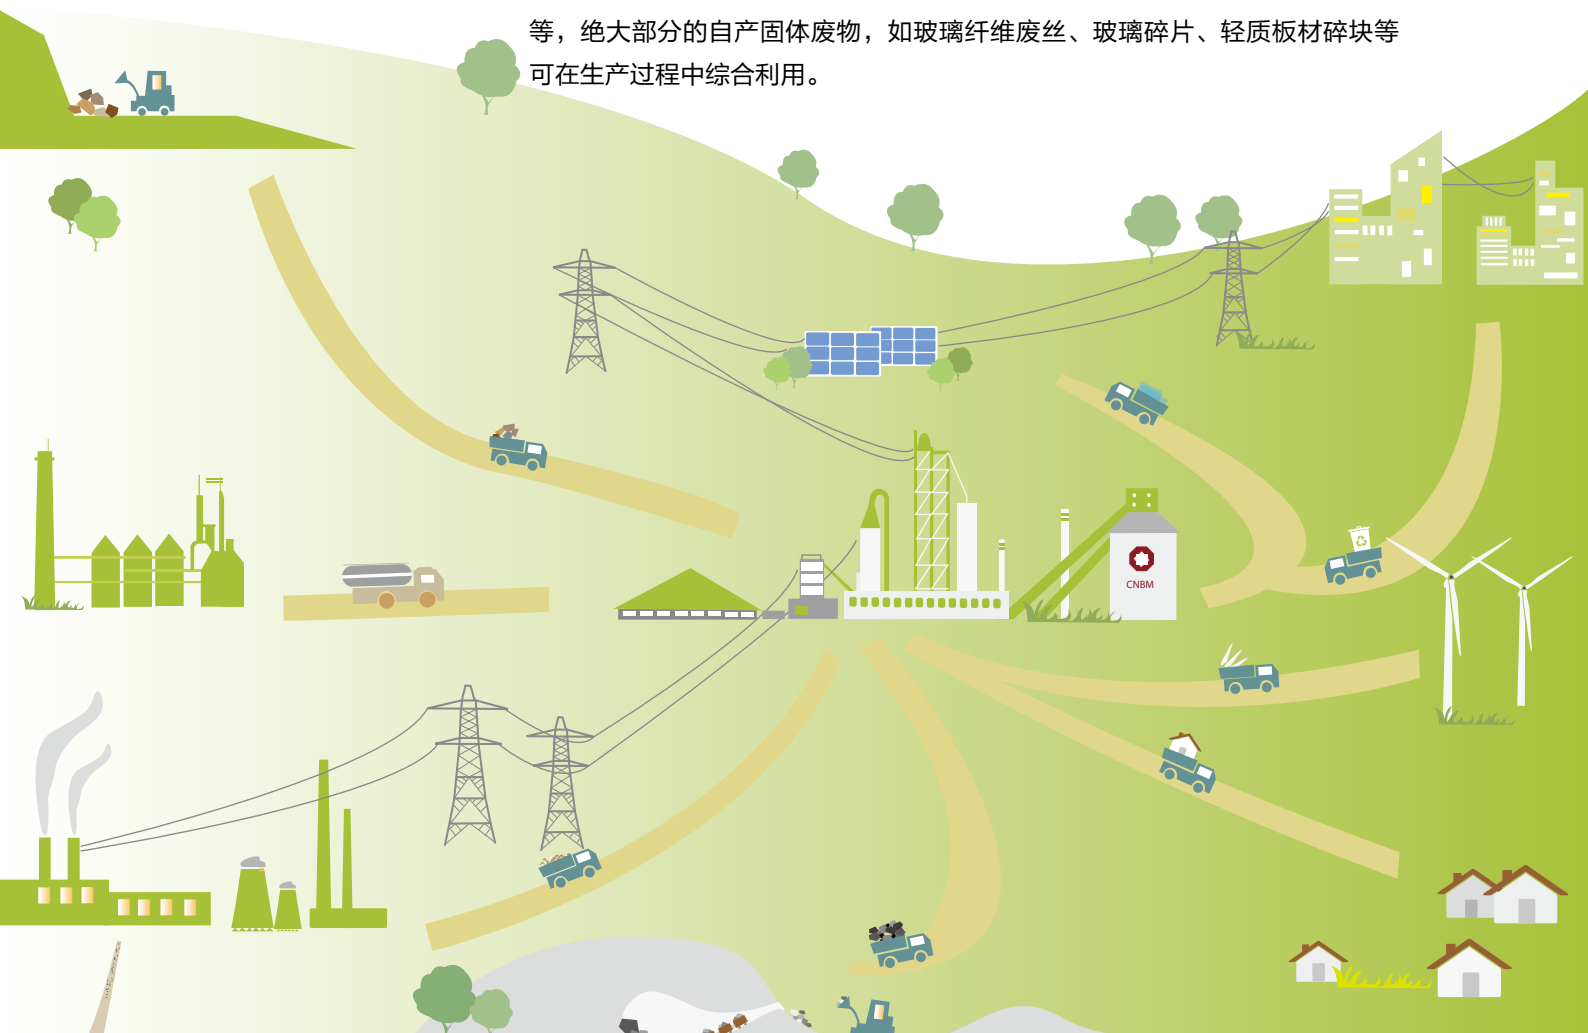 等，绝大部分的自产固体废物，如玻璃纤维废丝、玻璃碎片、轻质板材碎块等
可在生产过程中综合利用。
CNBM